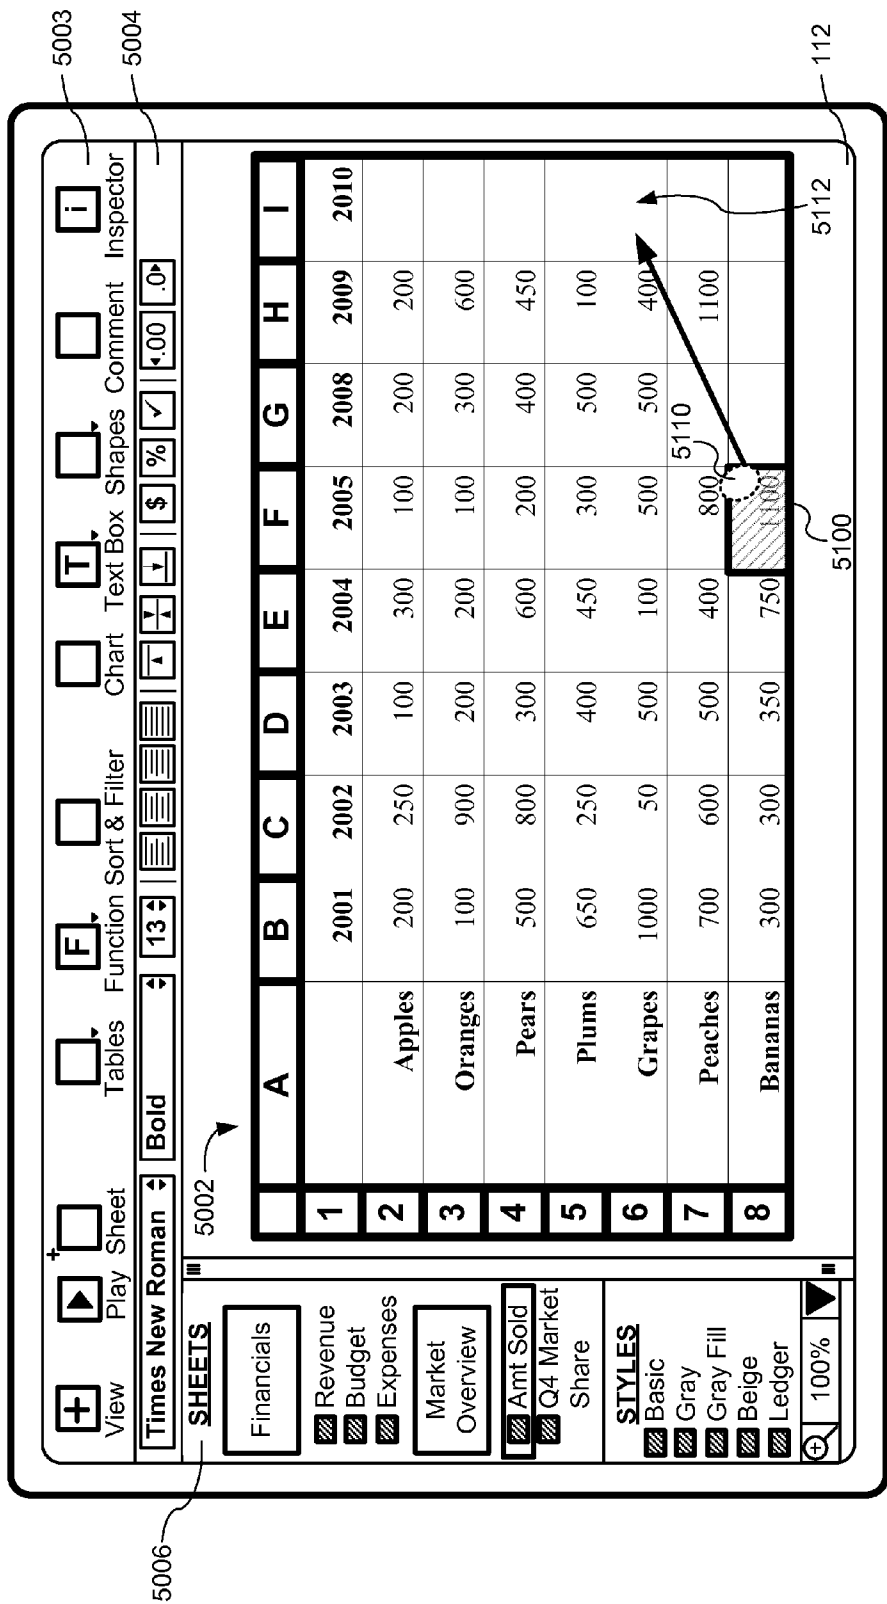 5003
5004
View Play Sheet Tables Function Sort & Filter Chart Text Box Shapes Comment Inspector
+ + F T i
Times New Roman Bold 13 $ % ✓ .00 .0
5006
SHEETS
Financials
Revenue
Budget
Expenses
Market
Overview
Amt Sold
Q4 Market
Share
STYLES
Basic
Gray
Gray Fill
Beige
Ledger
100%
5002
A B C D E F G H I
1 2001 2002 2003 2004 2005 2008 2009 2010
2 Apples 200 250 100 300 100 200 200
3 Oranges 100 900 200 200 100 300 600
4 Pears 500 800 300 600 200 400 450
5 Plums 650 250 400 450 300 500 100
6 Grapes 1000 50 500 100 500 500 400
7 Peaches 700 600 500 400 800 1100
8 Bananas 300 300 350 750 1100
5110
5100
5112
112